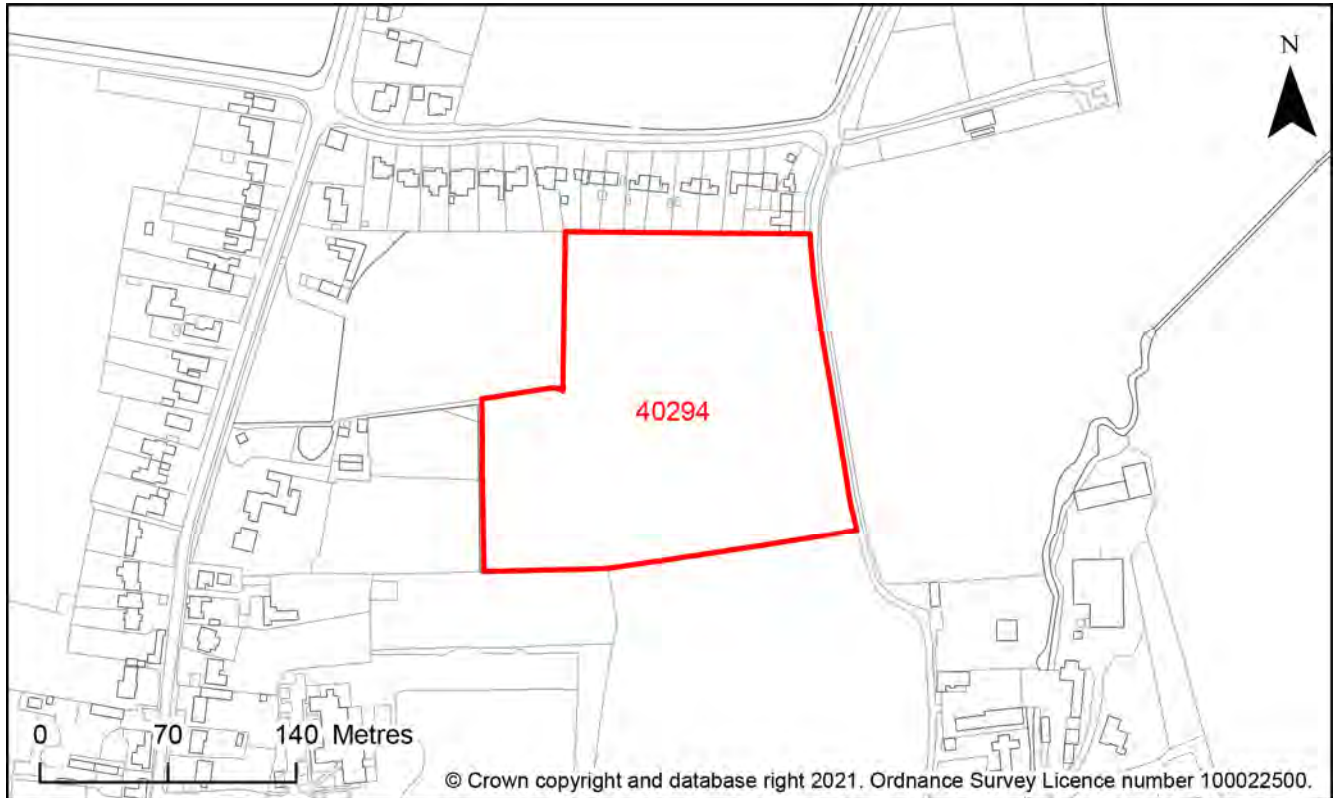 N
40294
0 70 140 Metres
© Crown copyright and database right 2021. Ordnance Survey Licence number 100022500.